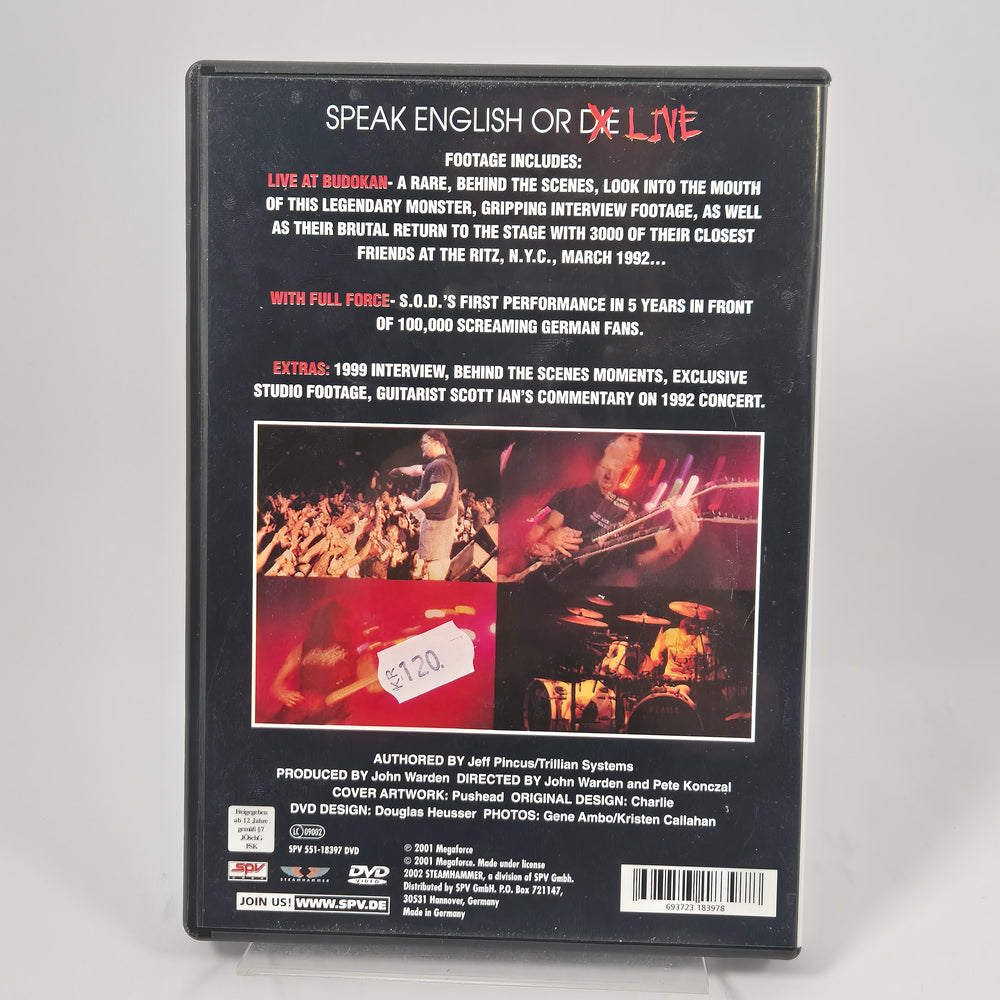 SPEAK ENGLISH OR DIE LIVE
FOOTAGE INCLUDES:
LIVE AT BUDOKAN- A RARE, BEHIND THE SCENES, LOOK INTO THE MOUTH
OF THIS LEGENDARY MONSTER, GRIPPING INTERVIEW FOOTAGE, AS WELL
AS THEIR BRUTAL RETURN TO THE STAGE WITH 3000 OF THEIR CLOSEST
FRIENDS AT THE RITZ, N.Y.C., MARCH 1992...
WITH FULL FORCE- S.O.D.'S FIRST PERFORMANCE IN 5 YEARS IN FRONT
OF 100,000 SCREAMING GERMAN FANS.
EXTRAS: 1999 INTERVIEW, BEHIND THE SCENES MOMENTS, EXCLUSIVE
STUDIO FOOTAGE, GUITARIST SCOTT IAN'S COMMENTARY ON 1992 CONCERT.
KR 120.
TAMA
AUTHORED BY Jeff Pincus/Trillian Systems
PRODUCED BY John Warden DIRECTED BY John Warden and Pete Konczal
COVER ARTWORK: Pushead ORIGINAL DESIGN: Charlie
DVD DESIGN: Douglas Heusser PHOTOS: Gene Ambo/Kristen Callahan
Freigegeben
ab 12 Jahre
gemäß §7
JÖschG
FSK
LC 09002
SPV 551-18397 DVD
℗ 2001 Megaforce
© 2001 Megaforce. Made under license
2002 STEAMHAMMER, a division of SPV Gmbh.
Distributed by SPV GmbH. P.O. Box 721147,
30531 Hannover, Germany
Made in Germany
SPV
STEAMHAMMER
DVD
VIDEO
JOIN US! WWW.SPV.DE
693723 183978